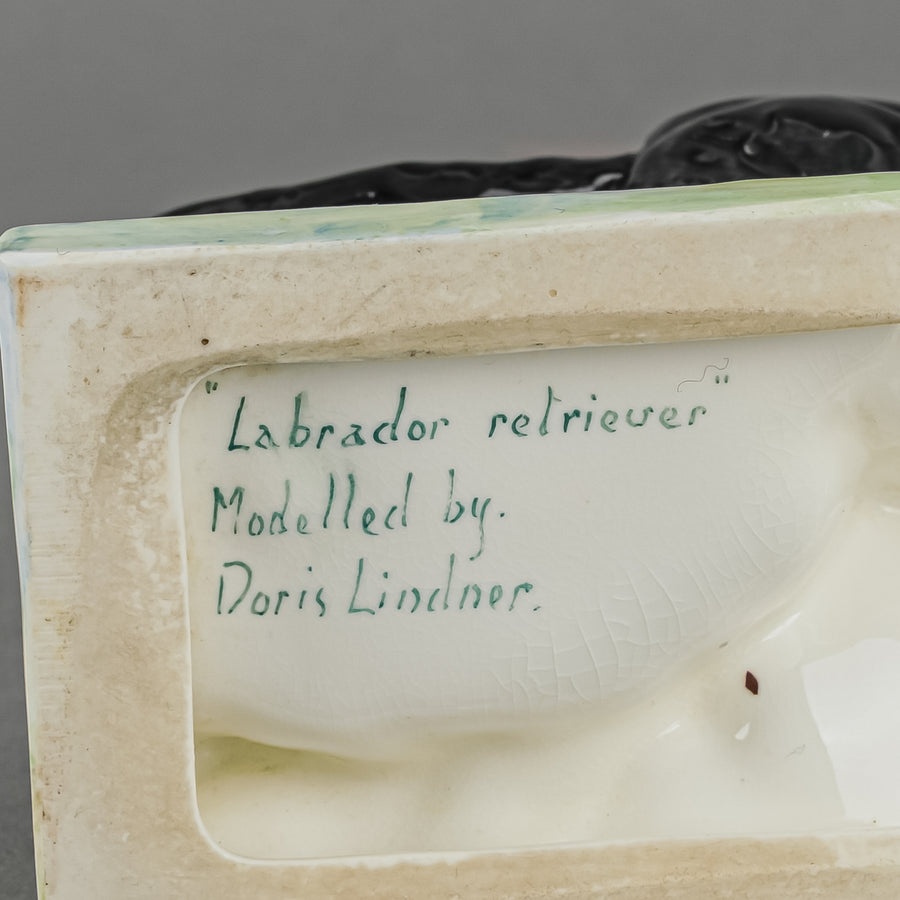 "Labrador retriever"
Modelled by.
Doris Lindner.